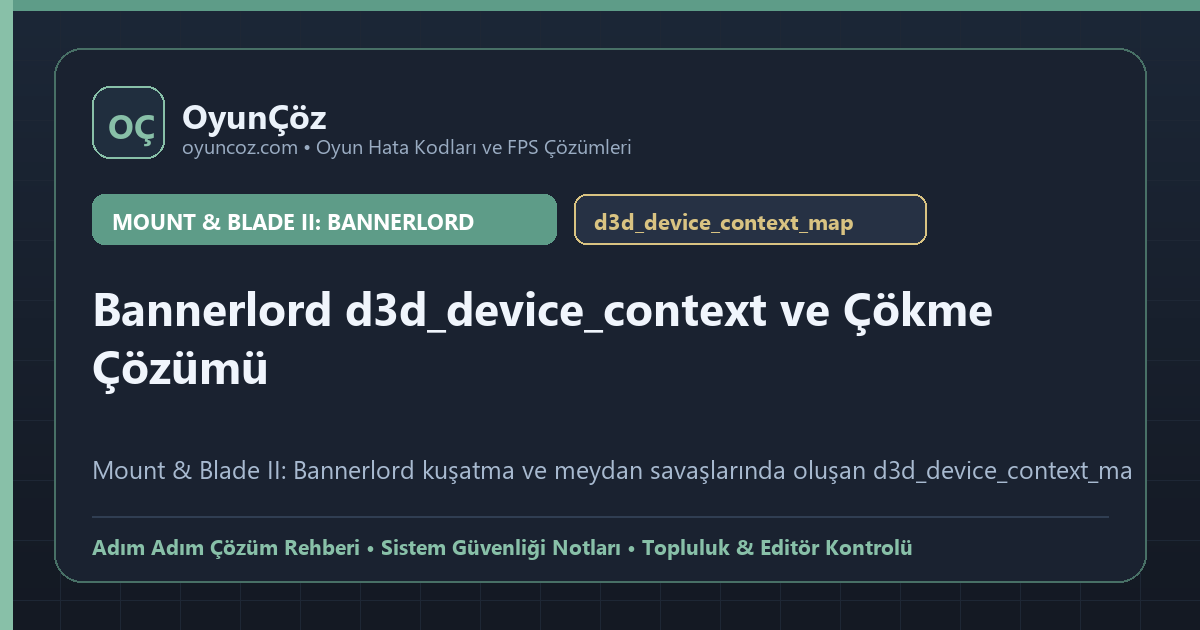 OÇ
OyunÇöz
oyuncoz.com • Oyun Hata Kodları ve FPS Çözümleri
MOUNT & BLADE II: BANNERLORD
d3d_device_context_map
Bannerlord d3d_device_context ve Çökme
Çözümü
Mount & Blade II: Bannerlord kuşatma ve meydan savaşlarında oluşan d3d_device_context_ma
Adım Adım Çözüm Rehberi • Sistem Güvenliği Notları • Topluluk & Editör Kontrolü